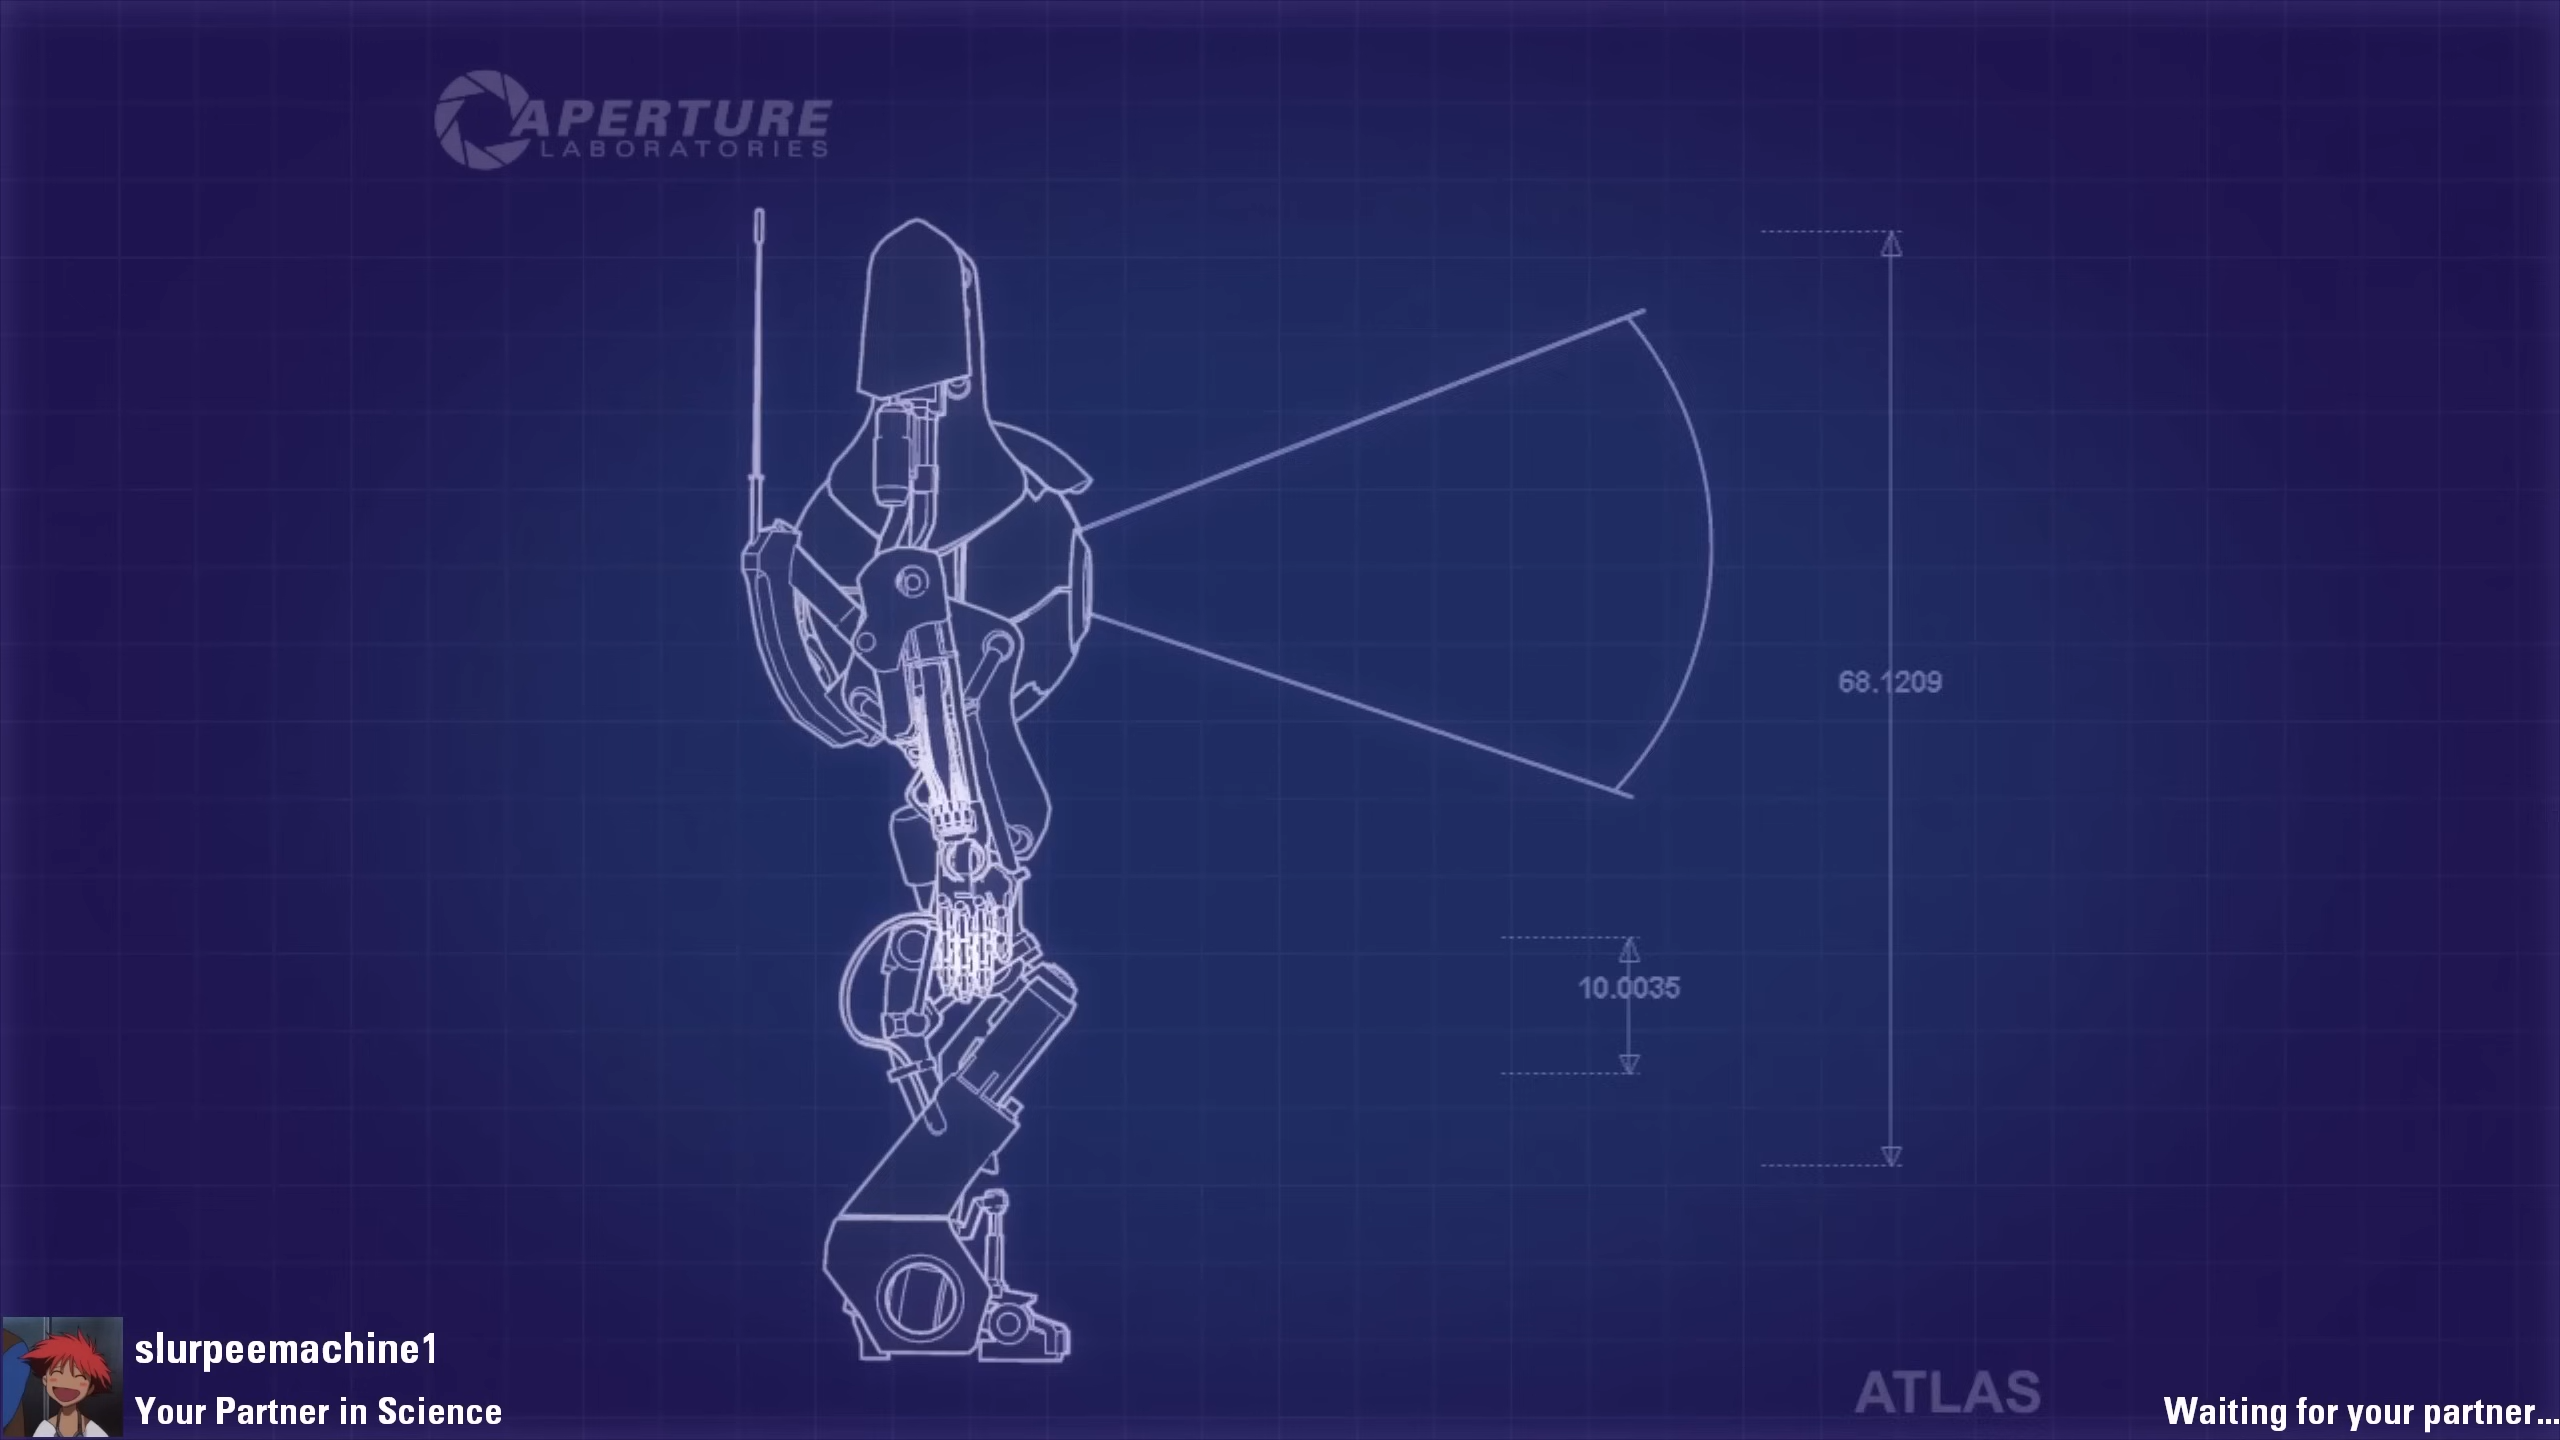 APERTURE
LABORATORIES
68.1209
10.0035
slurpeemachine1
Your Partner in Science
ATLAS
Waiting for your partner...